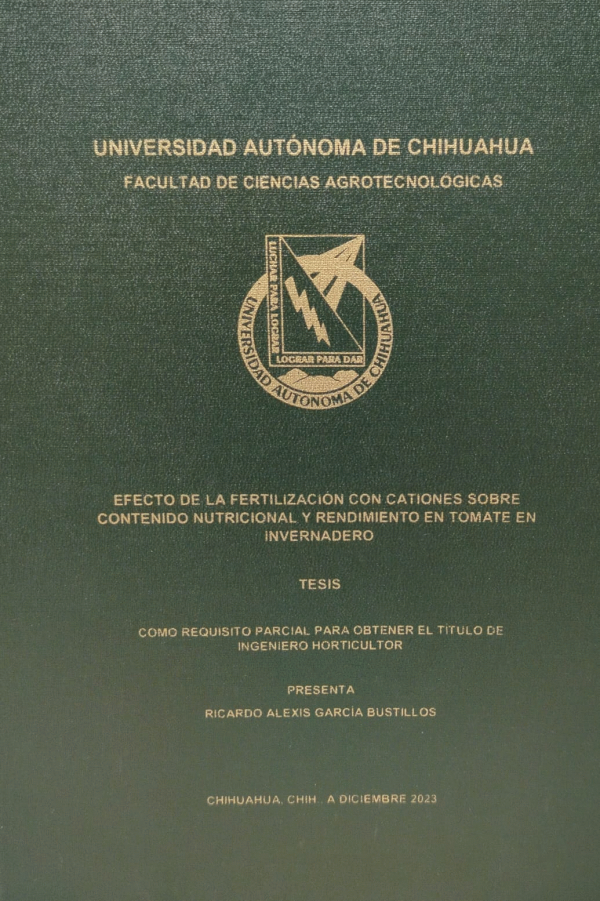 UNIVERSIDAD AUTÓNOMA DE CHIHUAHUA
FACULTAD DE CIENCIAS AGROTECNOLÓGICAS
LUCHAR PARA LOGRAR
LOGRAR PARA DAR
UNIVERSIDAD AUTONOMA DE CHIHUAHUA
EFECTO DE LA FERTILIZACIÓN CON CATIONES SOBRE
CONTENIDO NUTRICIONAL Y RENDIMIENTO EN TOMATE EN
INVERNADERO
TESIS
COMO REQUISITO PARCIAL PARA OBTENER EL TÍTULO DE
INGENIERO HORTICULTOR
PRESENTA
RICARDO ALEXIS GARCÍA BUSTILLOS
CHIHUAHUA, CHIH . A DICIEMBRE 2023